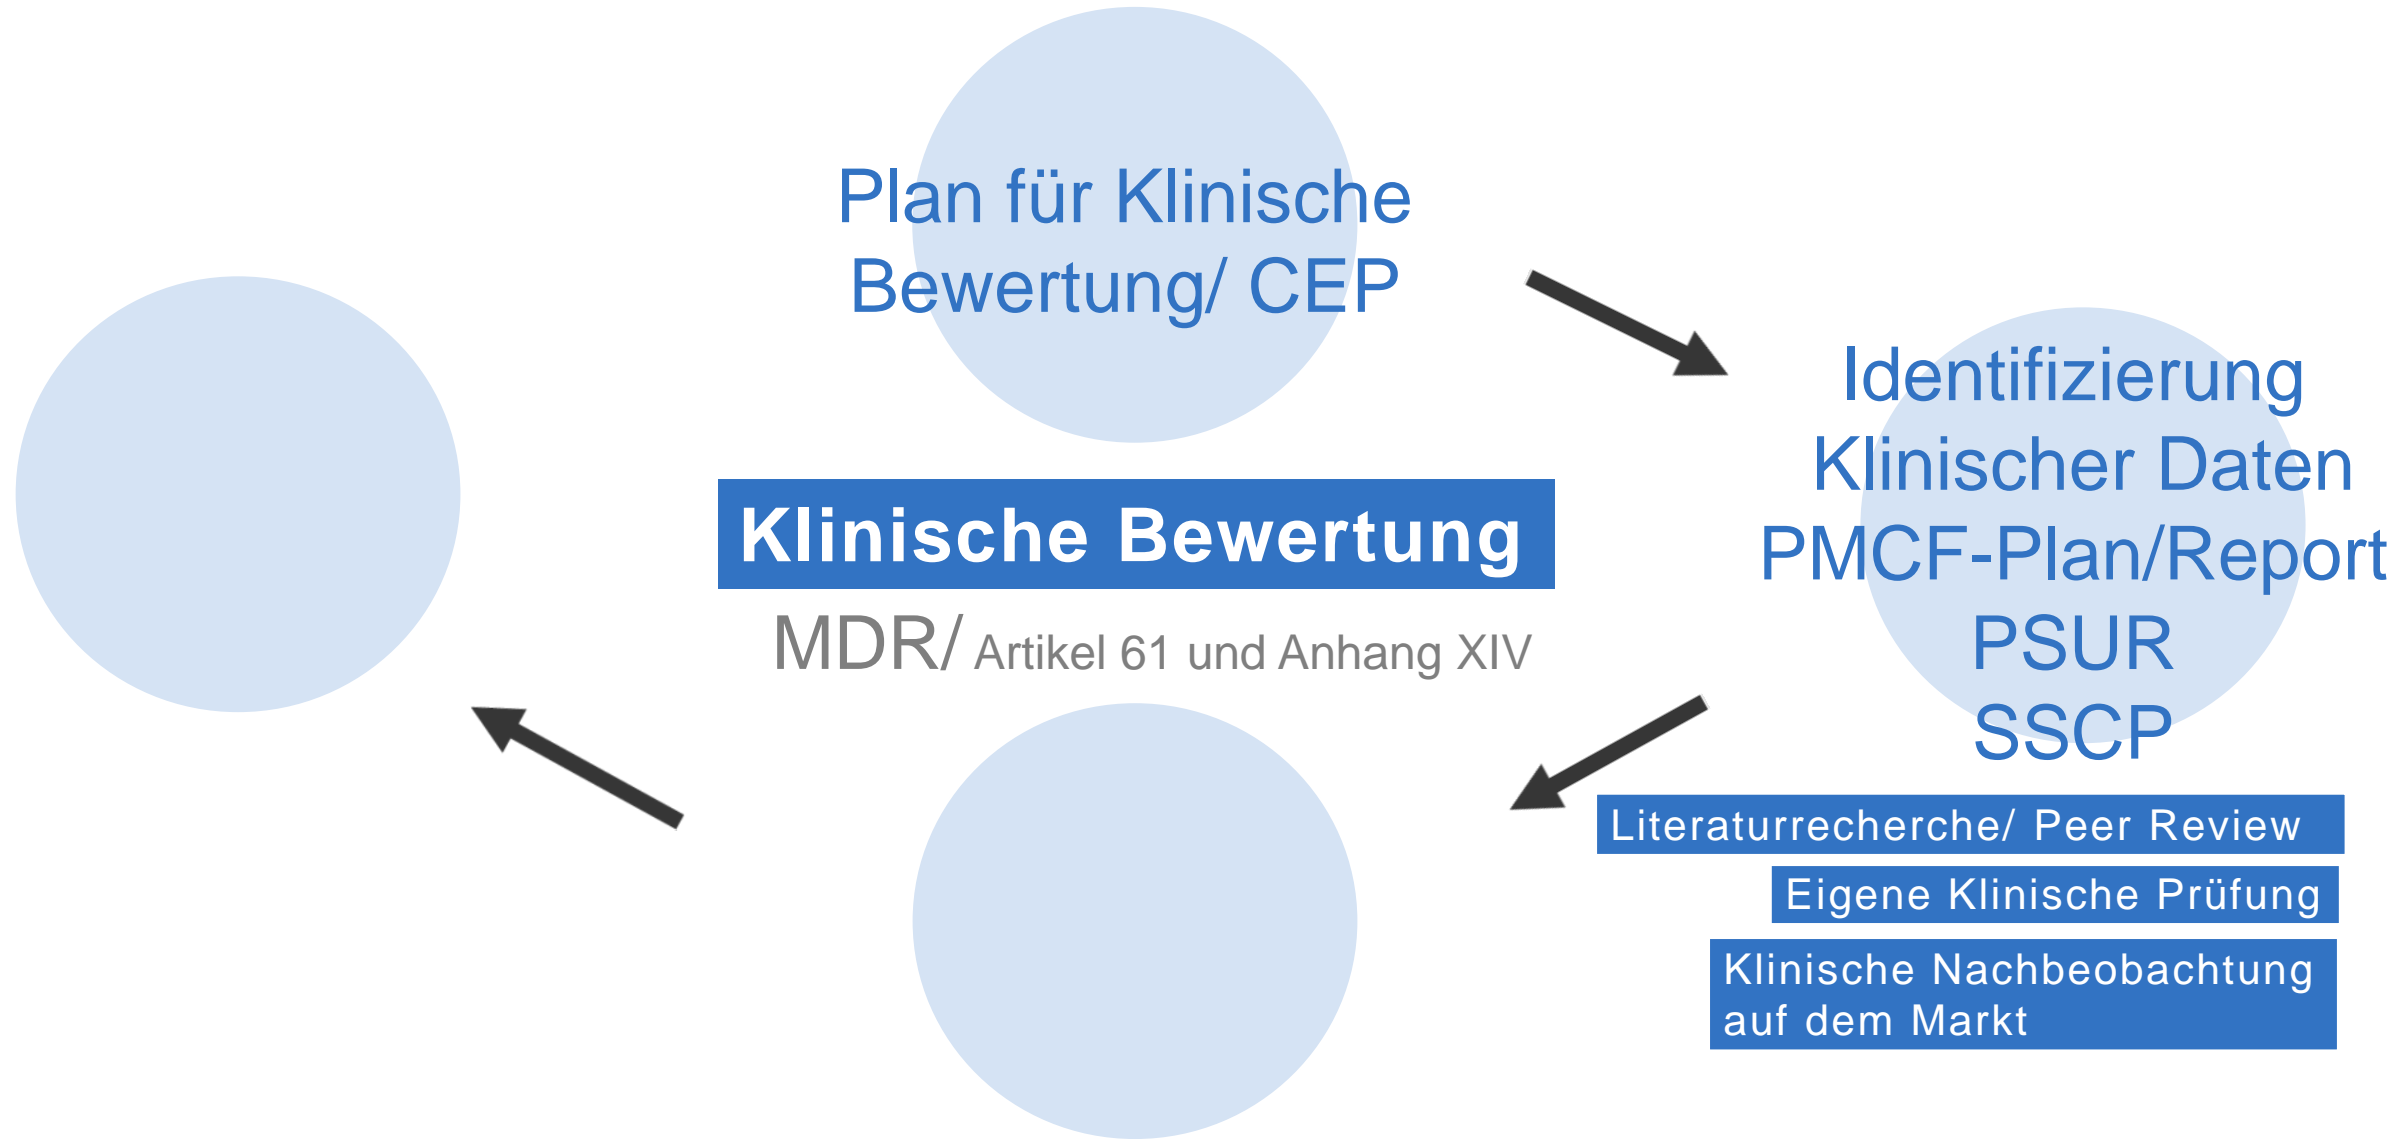 Plan für Klinische
Bewertung/ CEP
Identifizierung
Klinischer Daten
PMCF-Plan/Report
PSUR
SSCP
Klinische Bewertung
MDR/ Artikel 61 und Anhang XIV
Literaturrecherche/ Peer Review
Eigene Klinische Prüfung
Klinische Nachbeobachtung
auf dem Markt